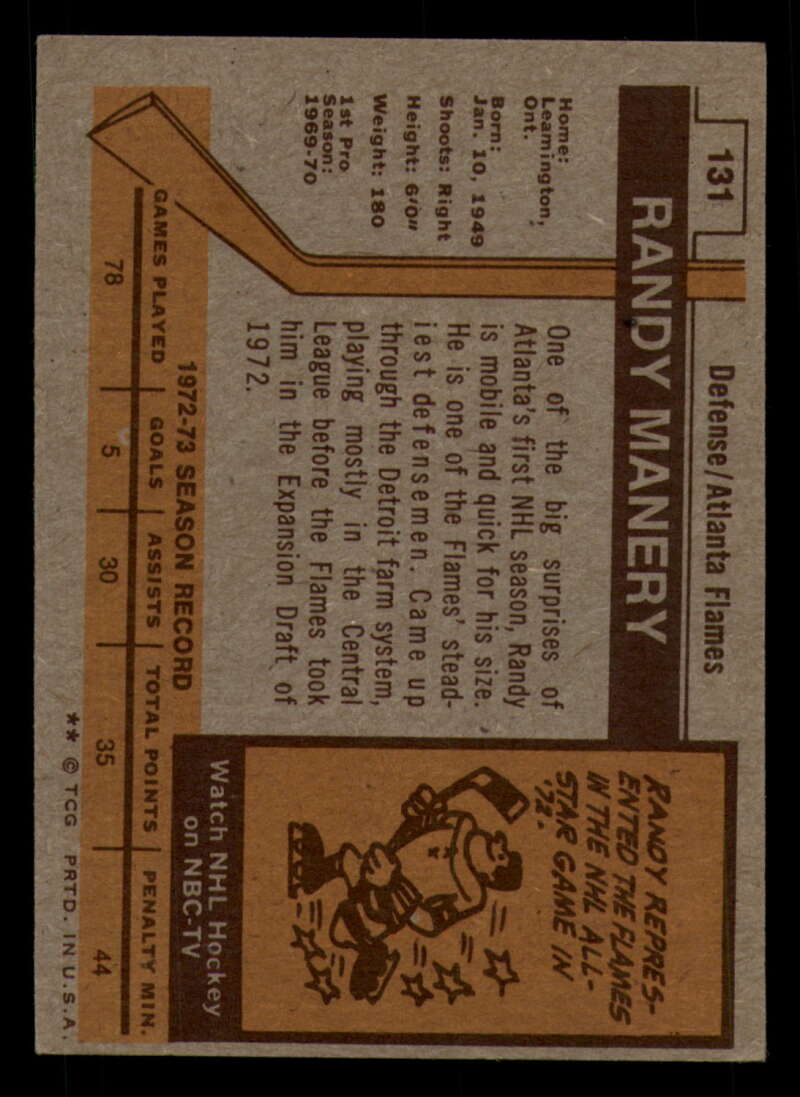 131
Defense/Atlanta Flames
RANDY MANERY
Home:
Leamington,
Ont.
Born:
Jan. 10, 1949
Shoots: Right
Height: 6'0"
Weight: 180
1st Pro
Season:
1969-70
One of the big surprises of
Atlanta's first NHL season, Randy
is mobile and quick for his size.
He is one of the Flames' stead-
iest defensemen. Came up
through the Detroit farm system,
playing mostly in the Central
League before the Flames took
him in the Expansion Draft of
1972.
RANDY REPRES-
ENTED THE FLAMES
IN THE NHL ALL-
STAR GAME IN
'72.
Watch NHL Hockey
on NBC-TV
1972-73 SEASON RECORD
GAMES PLAYED GOALS ASSISTS TOTAL POINTS PENALTY MIN.
78 5 30 35 44
** © TCG PRTD. IN U.S.A.